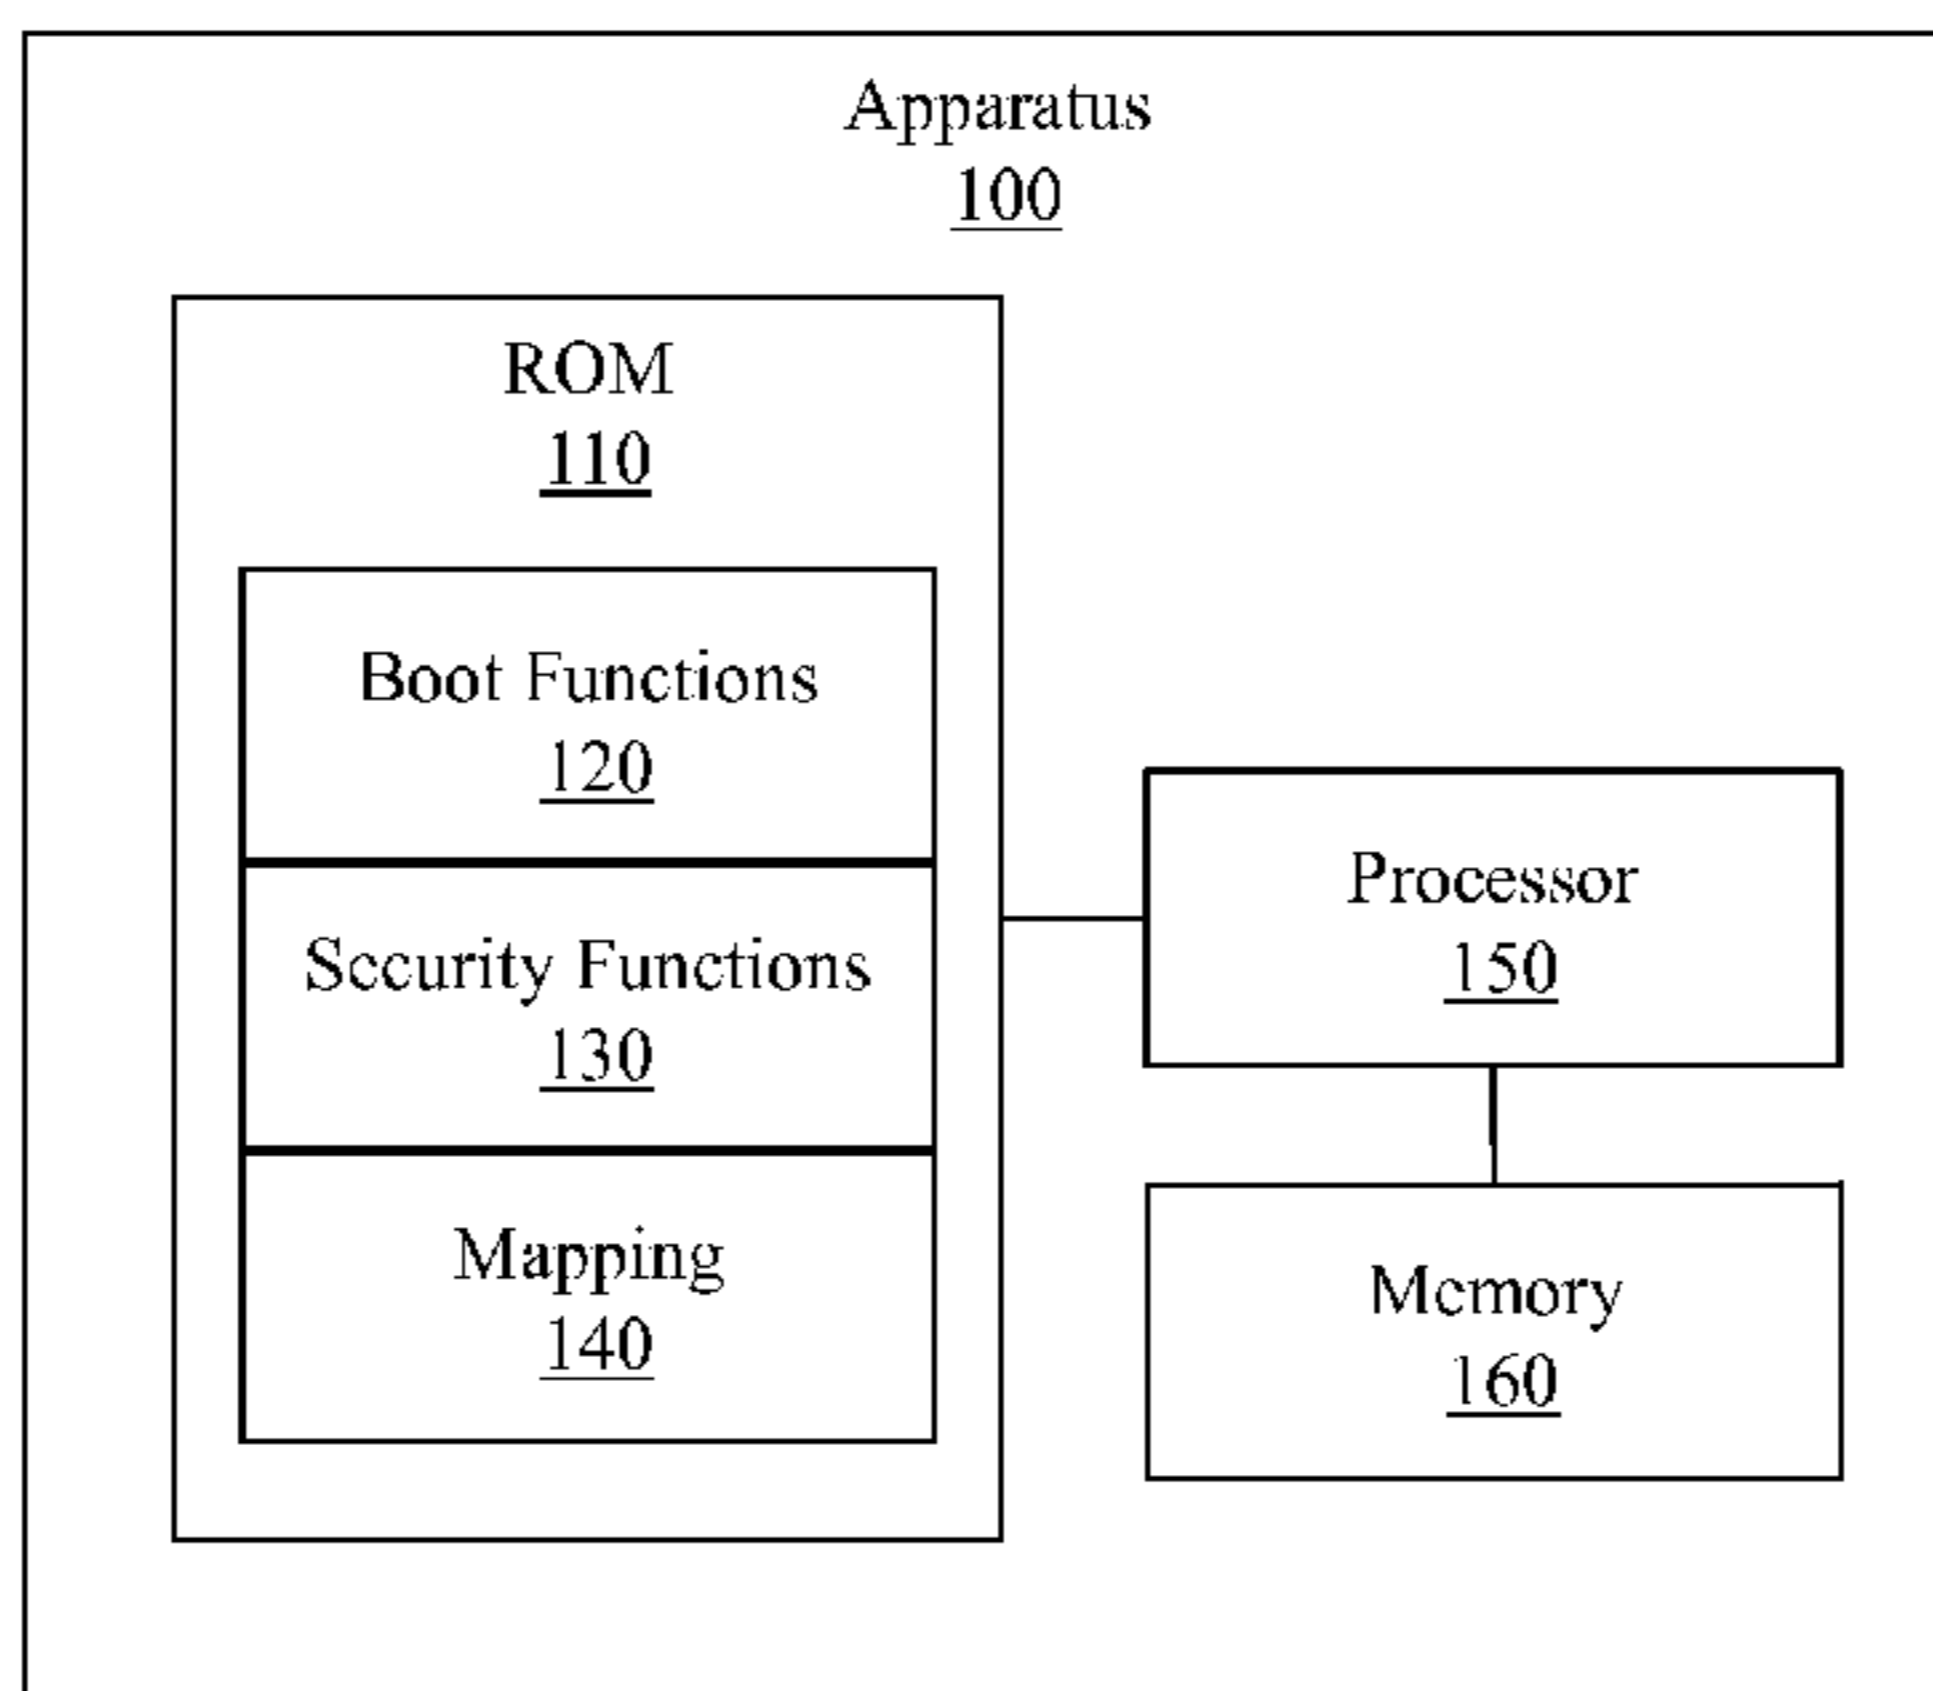 Apparatus
100
ROM
110
Boot Functions
120
Security Functions
130
Mapping
140
Processor
150
Memory
160